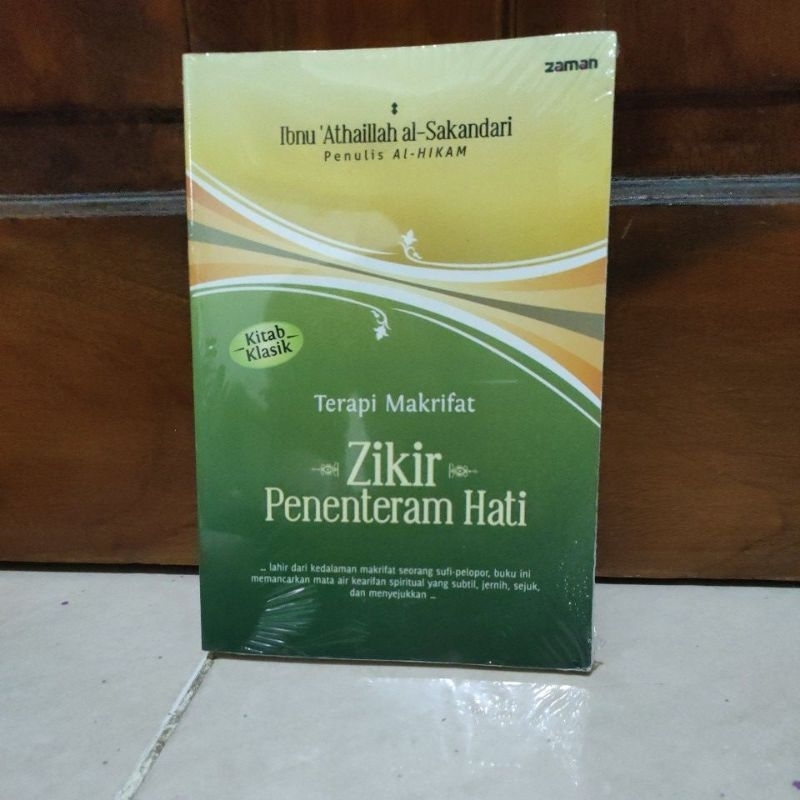 zaman
Ibnu 'Athaillah al-Sakandari
Penulis AL-HIKAM
Kitab
Klasik
Terapi Makrifat
Zikir
Penenteram Hati
... lahir dari kedalaman makrifat seorang sufi-pelopor, buku ini
memancarkan mata air kearifan spiritual yang subtil, jernih, sejuk,
dan menyejukkan ...